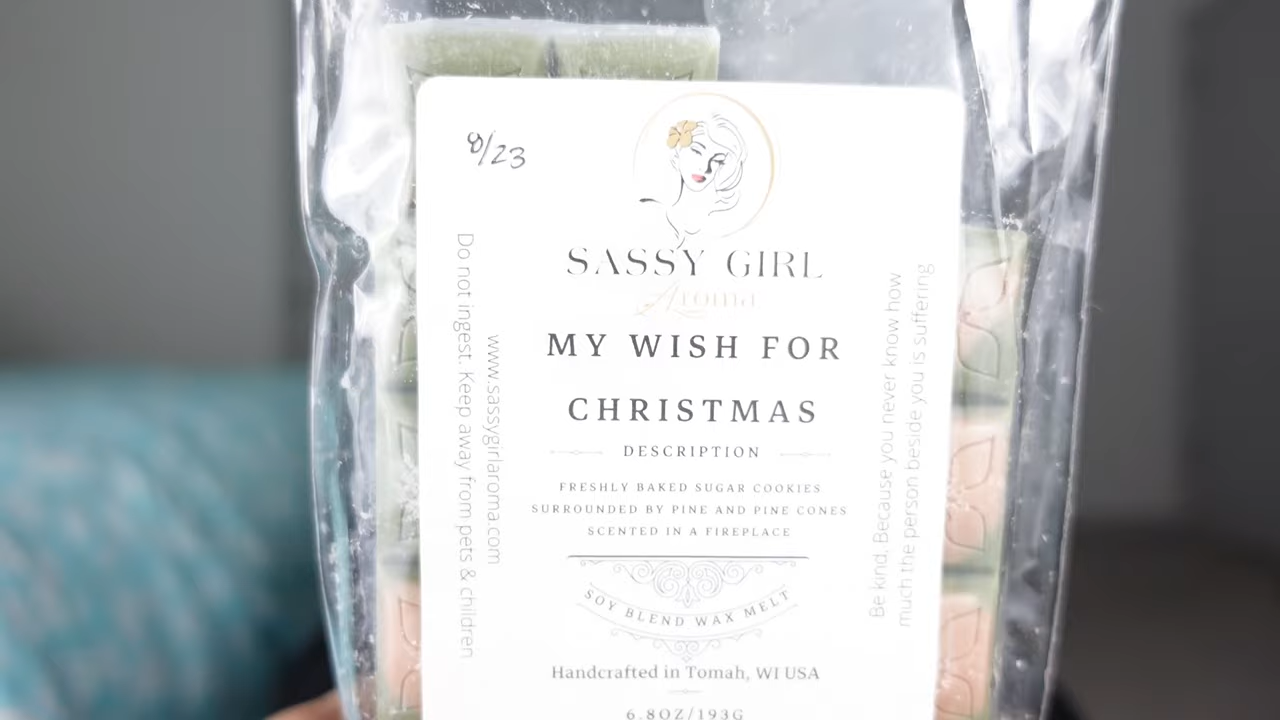 8/23
SASSY GIRL
Aroma
MY WISH FOR
CHRISTMAS
DESCRIPTION
FRESHLY BAKED SUGAR COOKIES
SURROUNDED BY PINE AND PINE CONES
SCENTED IN A FIREPLACE
SOY BLEND WAX MELT
Handcrafted in Tomah, WI USA
6.8OZ/193G
www.sassygirlaroma.com
Do not ingest. Keep away from pets & children
Be kind. Because you never know how
much the person beside you is suffering